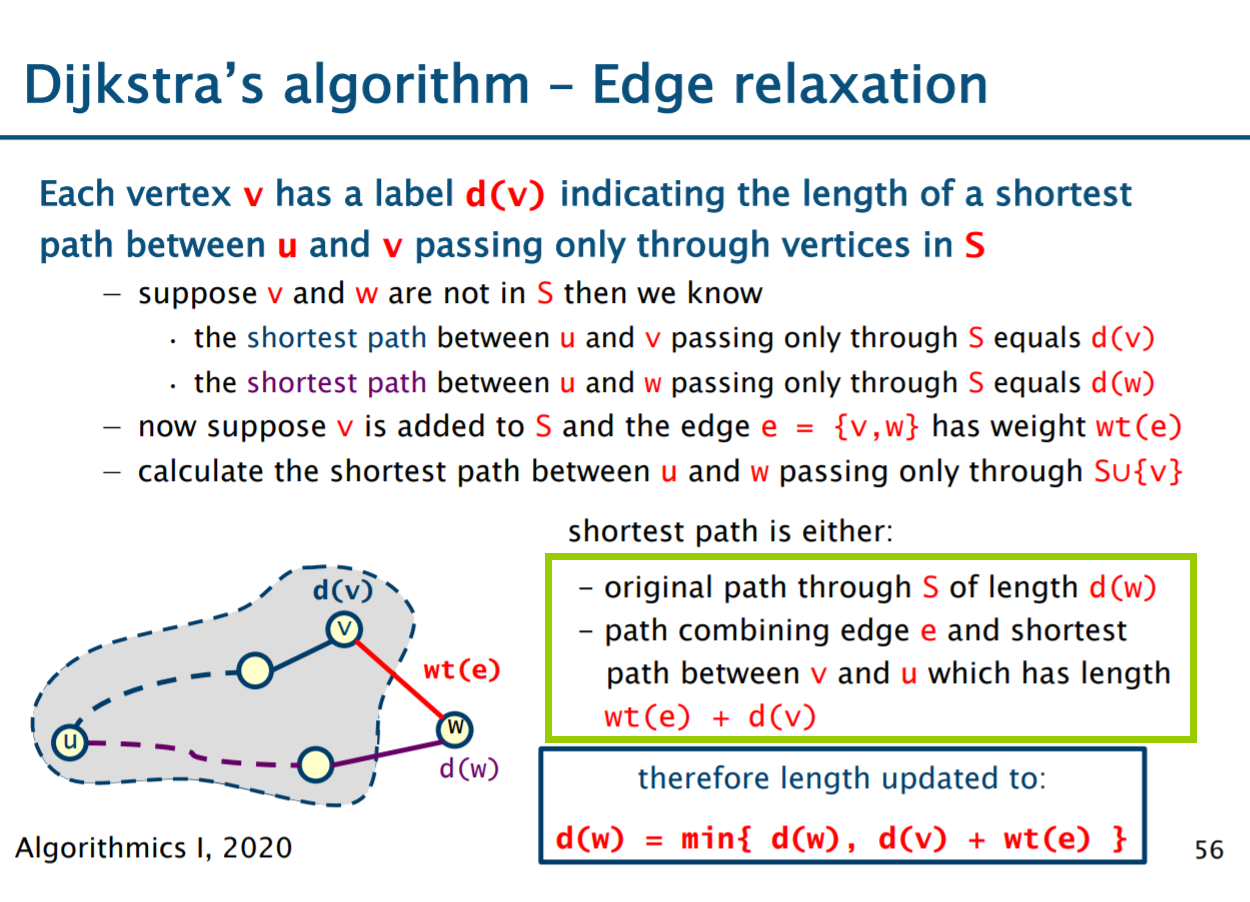 Dijkstra's algorithm – Edge relaxation
Each vertex v has a label d(v) indicating the length of a shortest
path between u and v passing only through vertices in S
– suppose v and w are not in S then we know
· the shortest path between u and v passing only through S equals d(v)
· the shortest path between u and w passing only through S equals d(w)
– now suppose v is added to S and the edge e = {v,w} has weight wt(e)
– calculate the shortest path between u and w passing only through S∪{v}
shortest path is either:
– original path through S of length d(w)
– path combining edge e and shortest
path between v and u which has length
wt(e) + d(v)
therefore length updated to:
d(w) = min{ d(w), d(v) + wt(e) }
d(v)
v
wt(e)
w
u
d(w)
Algorithmics I, 2020
56